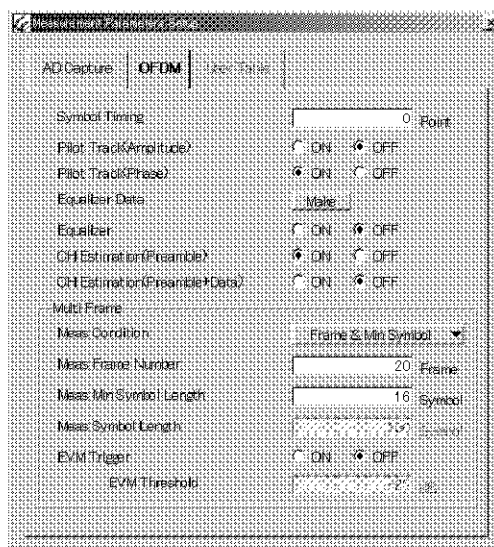 Measurement Parameters Setup
AD Capture OFDM User Table
Symbol Timing 0 Point
Pilot Track(Amplitude) ON OFF
Pilot Track(Phase) ON OFF
Equalizer Data Make
Equalizer ON OFF
CH Estimation(Preamble) ON OFF
CH Estimation(Preamble+Data) ON OFF
Multi Frame
Meas Condition Frame & Min Symbol
Meas Frame Number 20 Frame
Meas Min Symbol Length 16 Symbol
Meas Symbol Length
EVM Trigger ON OFF
EVM Threshold